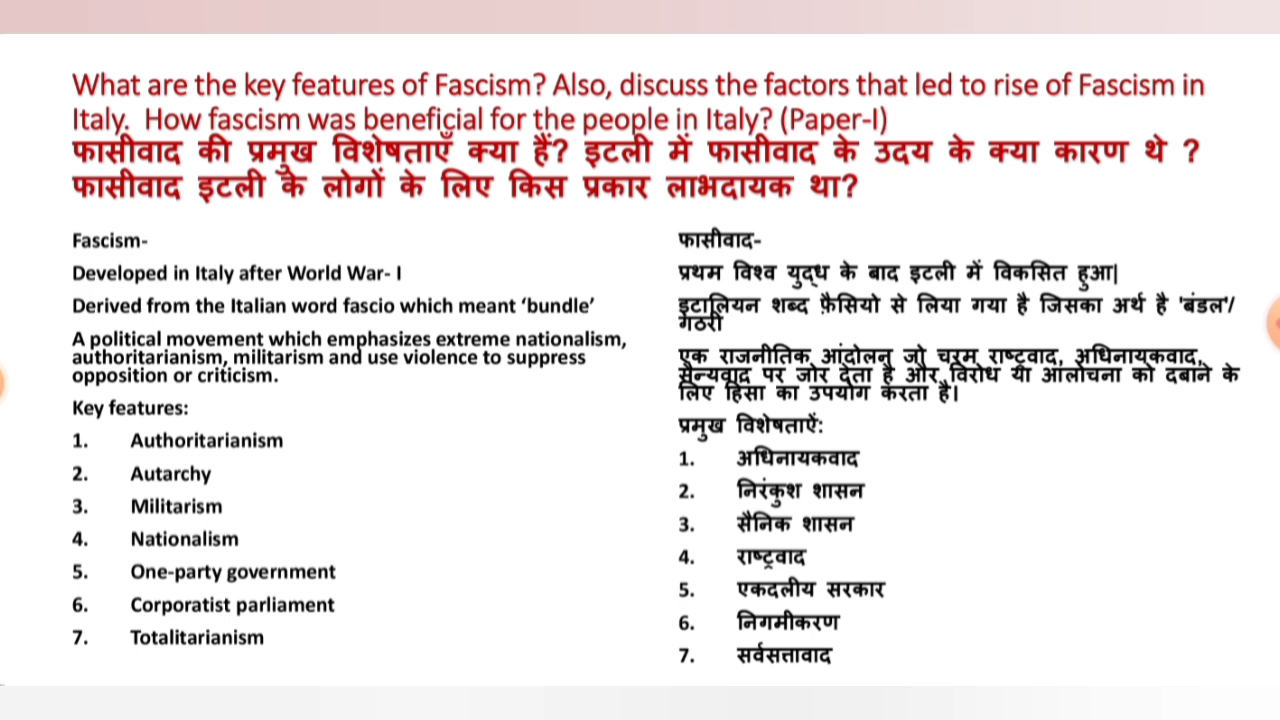 What are the key features of Fascism? Also, discuss the factors that led to rise of Fascism in
Italy.  How fascism was beneficial for the people in Italy? (Paper-I)
फासीवाद की प्रमुख विशेषताएँ क्या हैं? इटली में फासीवाद के उदय के क्या कारण थे ?
फासीवाद इटली के लोगों के लिए किस प्रकार लाभदायक था?
Fascism-
Developed in Italy after World War- I
Derived from the Italian word fascio which meant ‘bundle’
A political movement which emphasizes extreme nationalism,
authoritarianism, militarism and use violence to suppress
opposition or criticism.
Key features:
1. Authoritarianism
2. Autarchy
3. Militarism
4. Nationalism
5. One-party government
6. Corporatist parliament
7. Totalitarianism
फासीवाद-
प्रथम विश्व युद्ध के बाद इटली में विकसित हुआ|
इटालियन शब्द फ़ैसियो से लिया गया है जिसका अर्थ है 'बंडल'/
गठरी
एक राजनीतिक आंदोलन जो चरम राष्ट्रवाद, अधिनायकवाद,
सैन्यवाद पर जोर देता है और विरोध या आलोचना को दबाने के
लिए हिंसा का उपयोग करता है।
प्रमुख विशेषताऐं:
1. अधिनायकवाद
2. निरंकुश शासन
3. सैनिक शासन
4. राष्ट्रवाद
5. एकदलीय सरकार
6. निगमीकरण
7. सर्वसत्तावाद